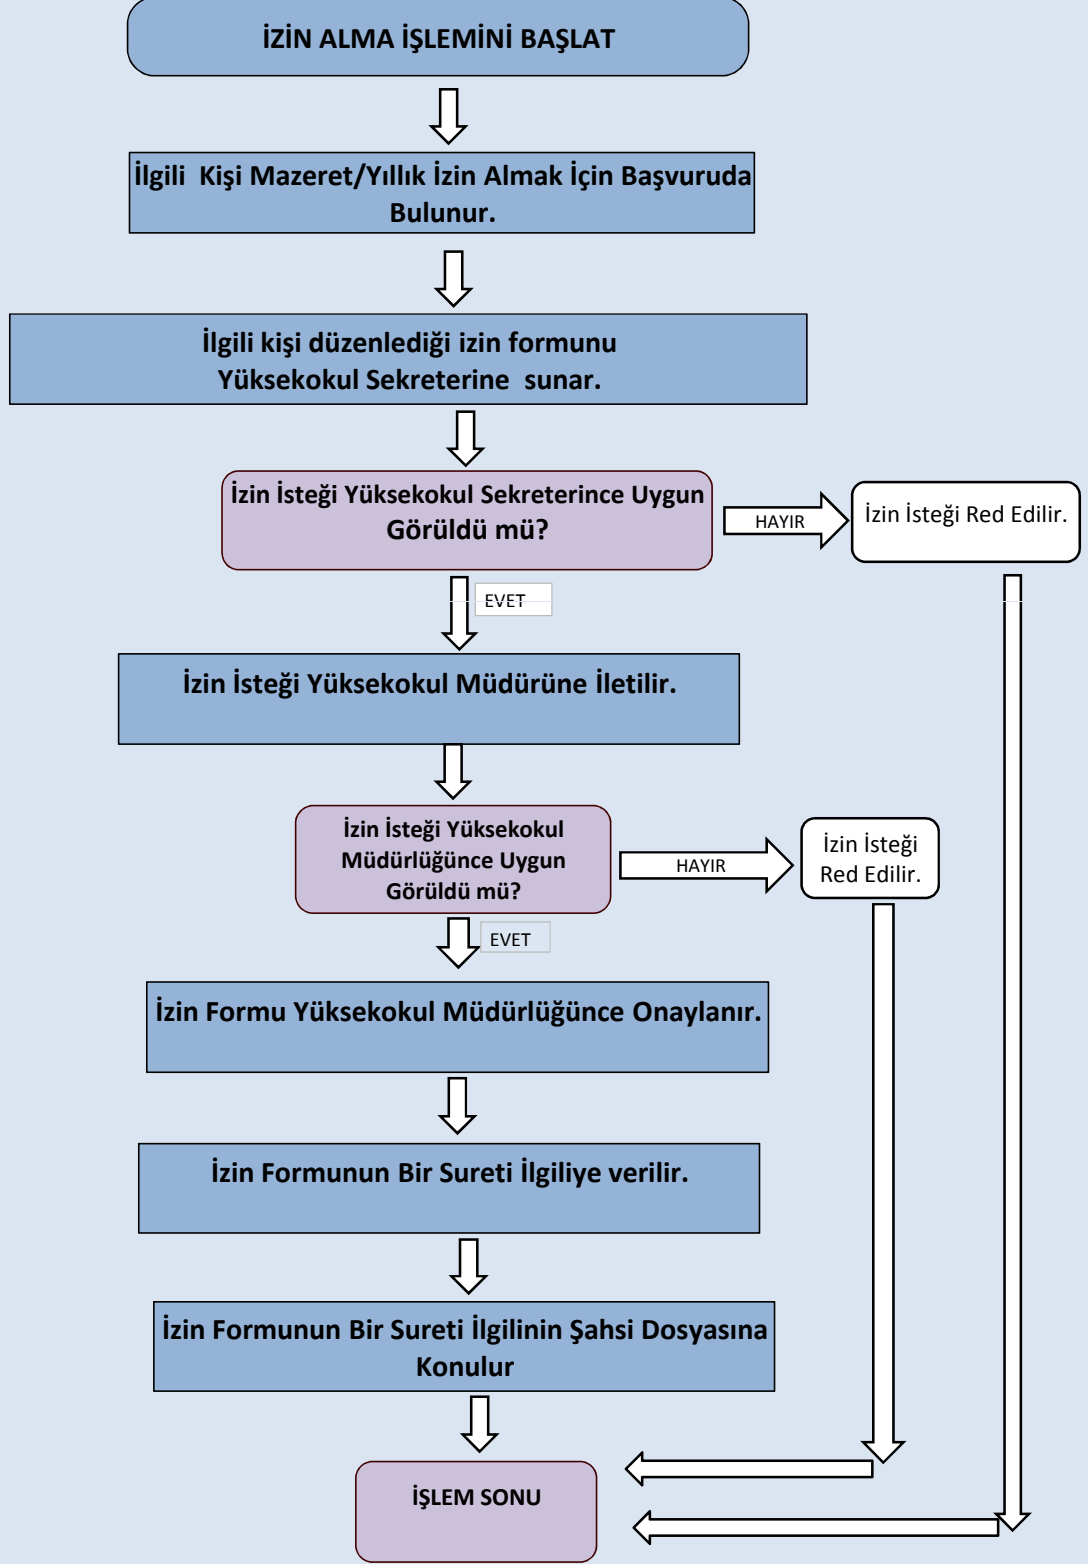 İZİN ALMA İŞLEMİNİ BAŞLAT
İlgili Kişi Mazeret/Yıllık İzin Almak İçin Başvuruda
Bulunur.
İlgili kişi düzenlediği izin formunu
Yüksekokul Sekreterine sunar.
İzin İsteği Yüksekokul Sekreterince Uygun
Görüldü mü?
HAYIR
İzin İsteği Red Edilir.
EVET
İzin İsteği Yüksekokul Müdürüne İletilir.
İzin İsteği Yüksekokul
Müdürlüğünce Uygun
Görüldü mü?
HAYIR
İzin İsteği
Red Edilir.
EVET
İzin Formu Yüksekokul Müdürlüğünce Onaylanır.
İzin Formunun Bir Sureti İlgiliye verilir.
İzin Formunun Bir Sureti İlgilinin Şahsi Dosyasına
Konulur
İŞLEM SONU